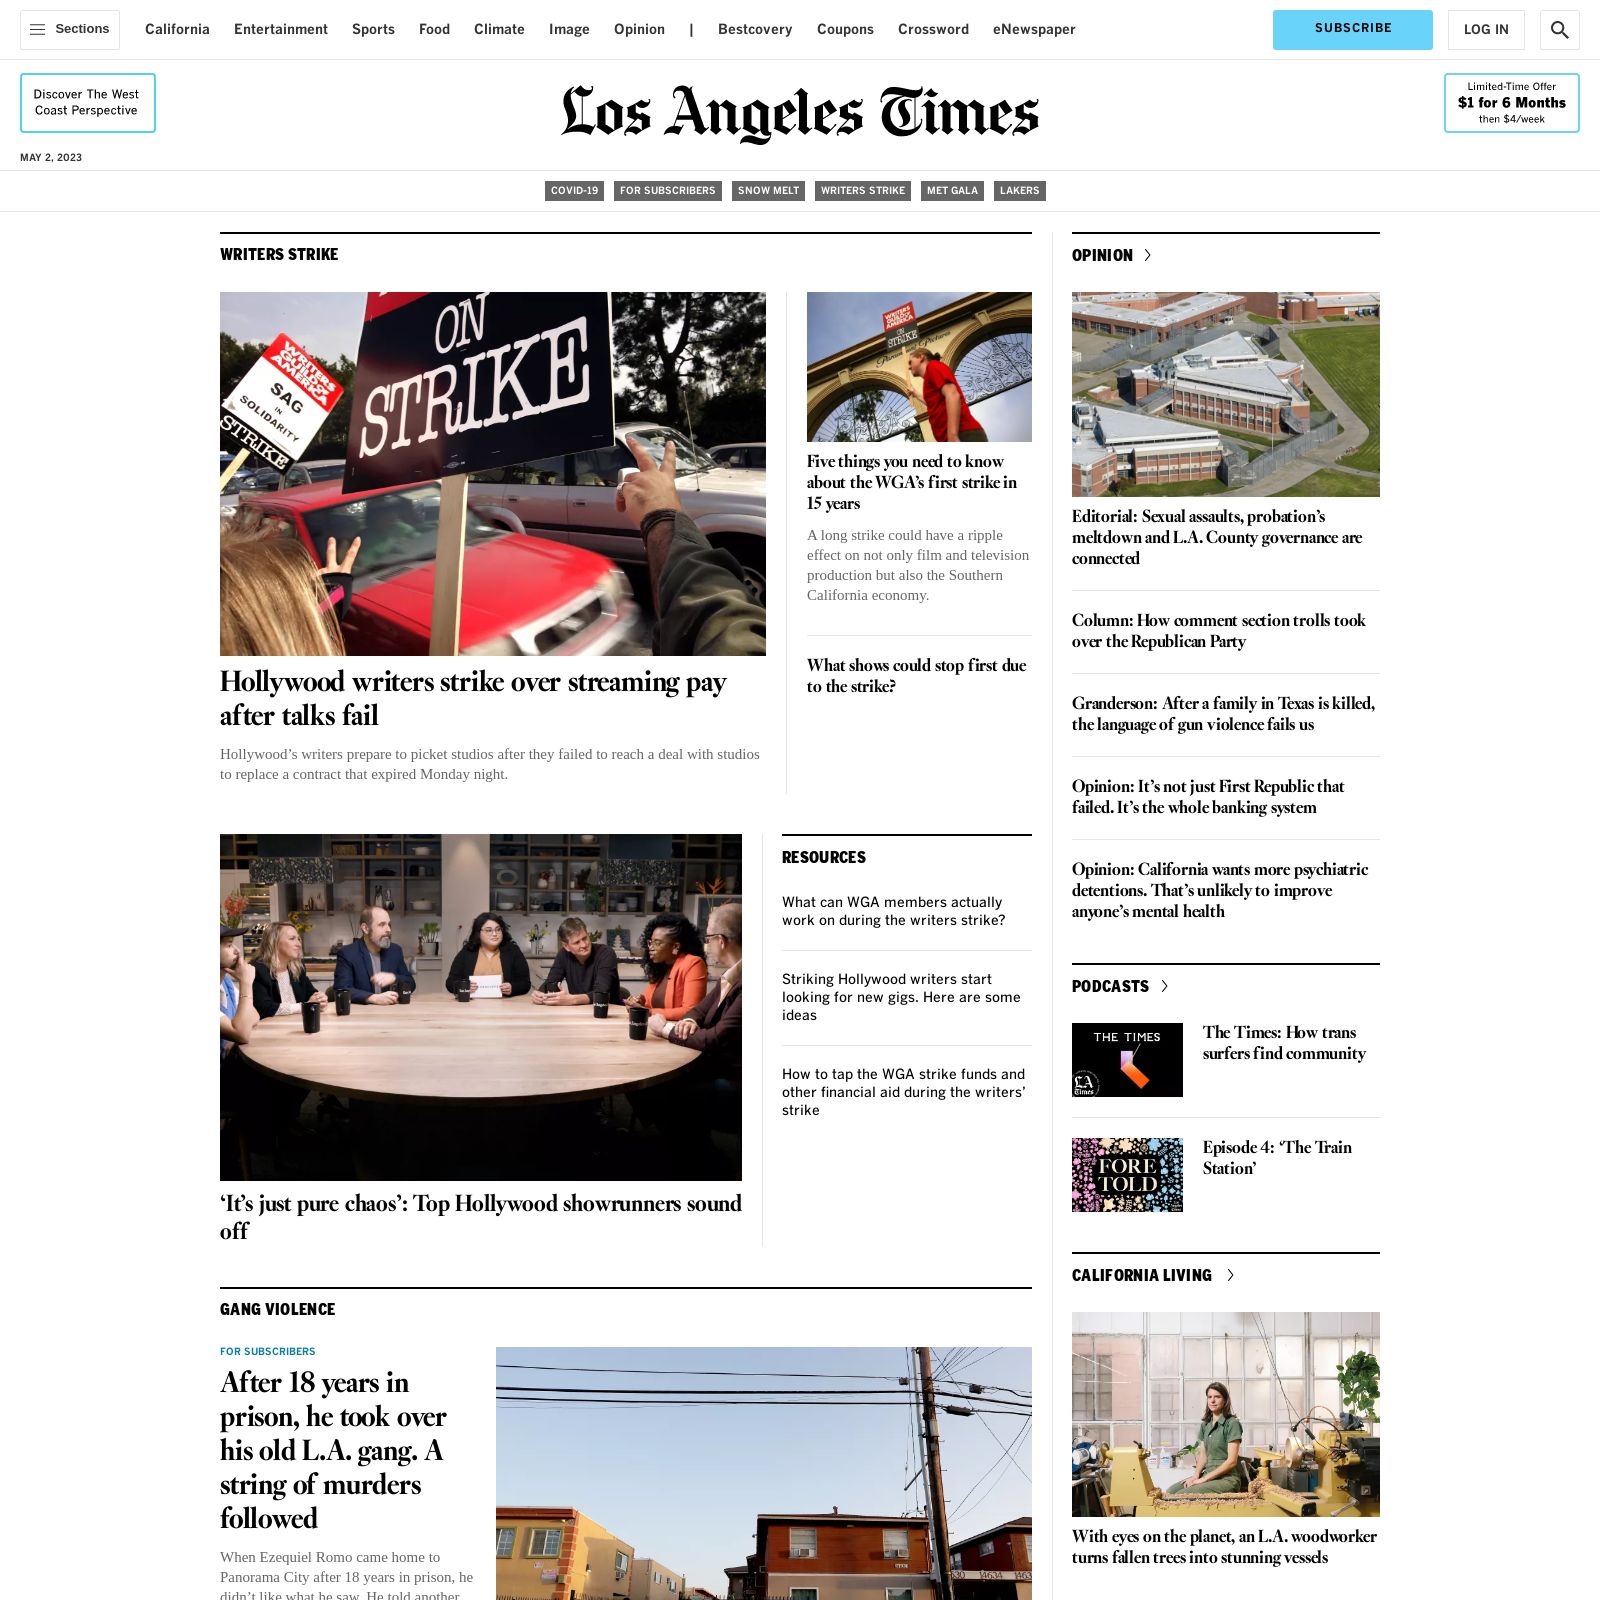 Sections
California
Entertainment
Sports
Food
Climate
Image
Opinion
|
Bestcovery
Coupons
Crossword
eNewspaper
SUBSCRIBE
LOG IN
Discover The West
Coast Perspective
Los Angeles Times
Limited-Time Offer
$1 for 6 Months
then $4/week
MAY 2, 2023
COVID-19
FOR SUBSCRIBERS
SNOW MELT
WRITERS STRIKE
MET GALA
LAKERS
WRITERS STRIKE
ON
STRIKE
WRITERS
GUILD OF
AMERICA
SAG
IN
SOLIDARITY
STRIKE
Hollywood writers strike over streaming pay
after talks fail
Hollywood’s writers prepare to picket studios after they failed to reach a deal with studios
to replace a contract that expired Monday night.
WRITERS
GUILD OF
AMERICA
ON
STRIKE
Five things you need to know
about the WGA’s first strike in
15 years
A long strike could have a ripple
effect on not only film and television
production but also the Southern
California economy.
What shows could stop first due
to the strike?
‘It’s just pure chaos’: Top Hollywood showrunners sound
off
RESOURCES
What can WGA members actually
work on during the writers strike?
Striking Hollywood writers start
looking for new gigs. Here are some
ideas
How to tap the WGA strike funds and
other financial aid during the writers’
strike
GANG VIOLENCE
FOR SUBSCRIBERS
After 18 years in
prison, he took over
his old L.A. gang. A
string of murders
followed
When Ezequiel Romo came home to
Panorama City after 18 years in prison, he
didn’t like what he saw. He told another
14634
OPINION
Editorial: Sexual assaults, probation’s
meltdown and L.A. County governance are
connected
Column: How comment section trolls took
over the Republican Party
Granderson: After a family in Texas is killed,
the language of gun violence fails us
Opinion: It’s not just First Republic that
failed. It’s the whole banking system
Opinion: California wants more psychiatric
detentions. That’s unlikely to improve
anyone’s mental health
PODCASTS
THE TIMES
LA
Times
The Times: How trans
surfers find community
FORE
TOLD
Episode 4: ‘The Train
Station’
CALIFORNIA LIVING
With eyes on the planet, an L.A. woodworker
turns fallen trees into stunning vessels